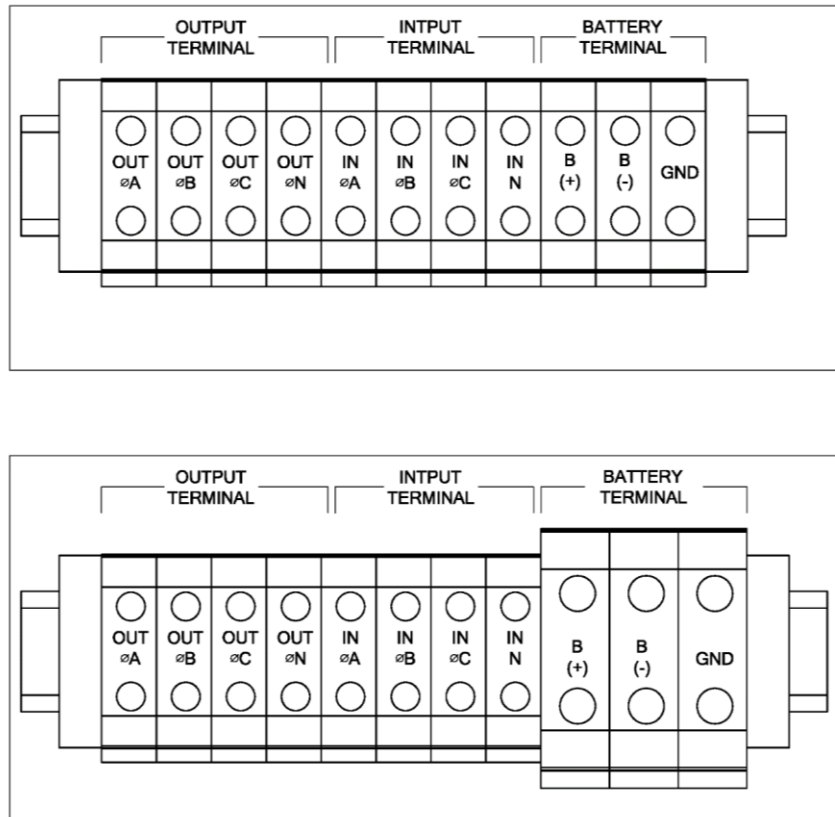 OUTPUT TERMINAL
INTPUT TERMINAL
BATTERY TERMINAL
OUT øA
OUT øB
OUT øC
OUT øN
IN øA
IN øB
IN øC
IN N
B (+)
B (-)
GND
OUTPUT TERMINAL
INTPUT TERMINAL
BATTERY TERMINAL
OUT øA
OUT øB
OUT øC
OUT øN
IN øA
IN øB
IN øC
IN N
B (+)
B (-)
GND